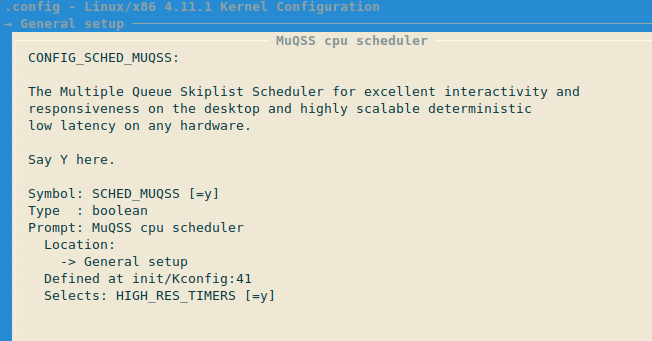 .config - Linux/x86 4.11.1 Kernel Configuration
→ General setup
MuQSS cpu scheduler
CONFIG_SCHED_MUQSS:
The Multiple Queue Skiplist Scheduler for excellent interactivity and
responsiveness on the desktop and highly scalable deterministic
low latency on any hardware.
Say Y here.
Symbol: SCHED_MUQSS [=y]
Type  : boolean
Prompt: MuQSS cpu scheduler
Location:
-> General setup
Defined at init/Kconfig:41
Selects: HIGH_RES_TIMERS [=y]